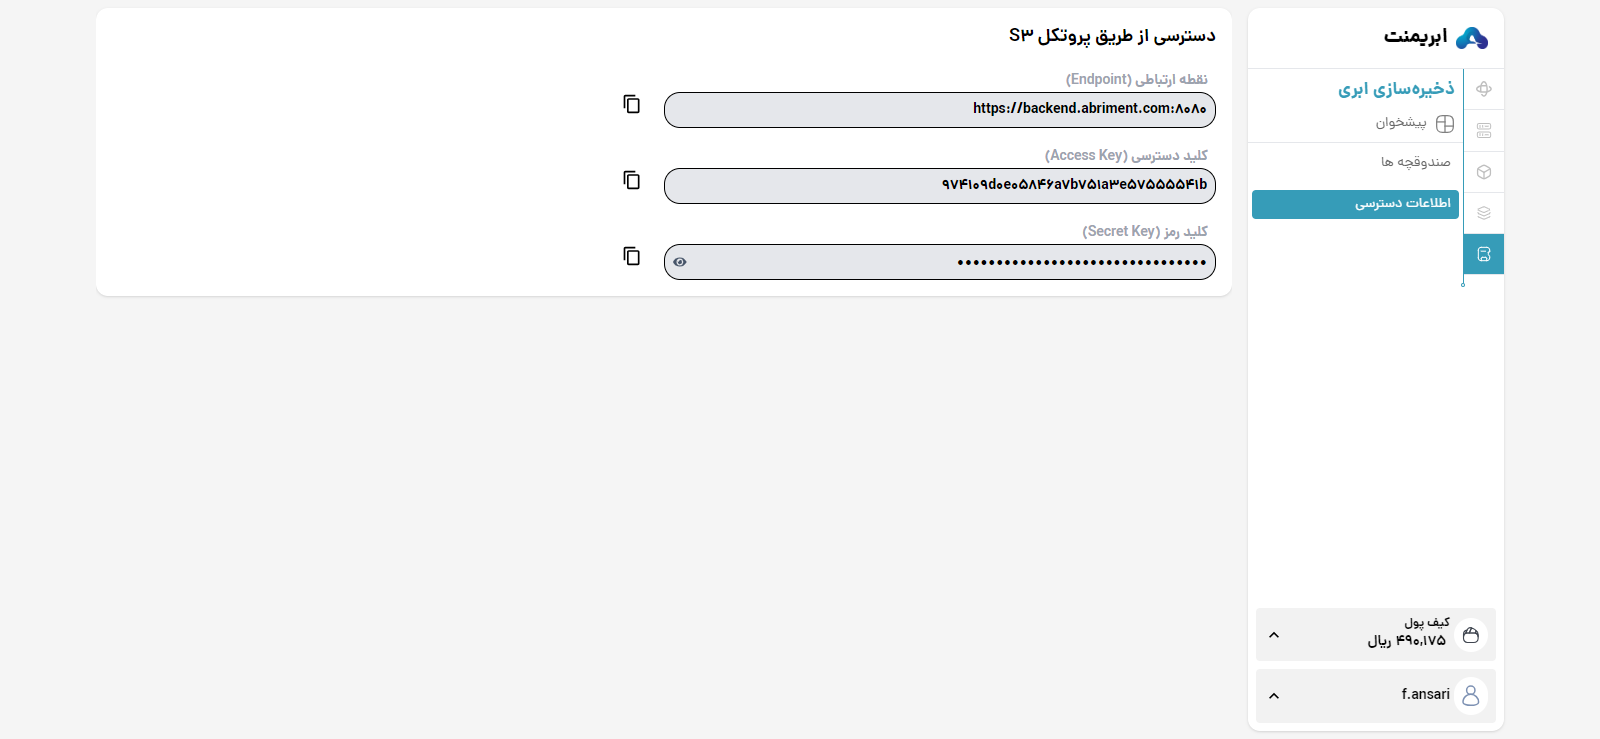 ابریمنت
ذخیره‌سازی ابری
پیشخوان
صندوقچه ها
اطلاعات دسترسی
کیف پول
۴۹۰,۱۷۵ ریال
f.ansari
دسترسی از طریق پروتکل S۳
نقطه ارتباطی (Endpoint)
https://backend.abriment.com:۸۰۸۰
کلید دسترسی (Access Key)
۹۷۴۱۰۹d۰e۰۵۸۴۶a۷b۷۵۱a۳e۵۷۵۵۵۵۴۱b
کلید رمز (Secret Key)
••••••••••••••••••••••••••••••••